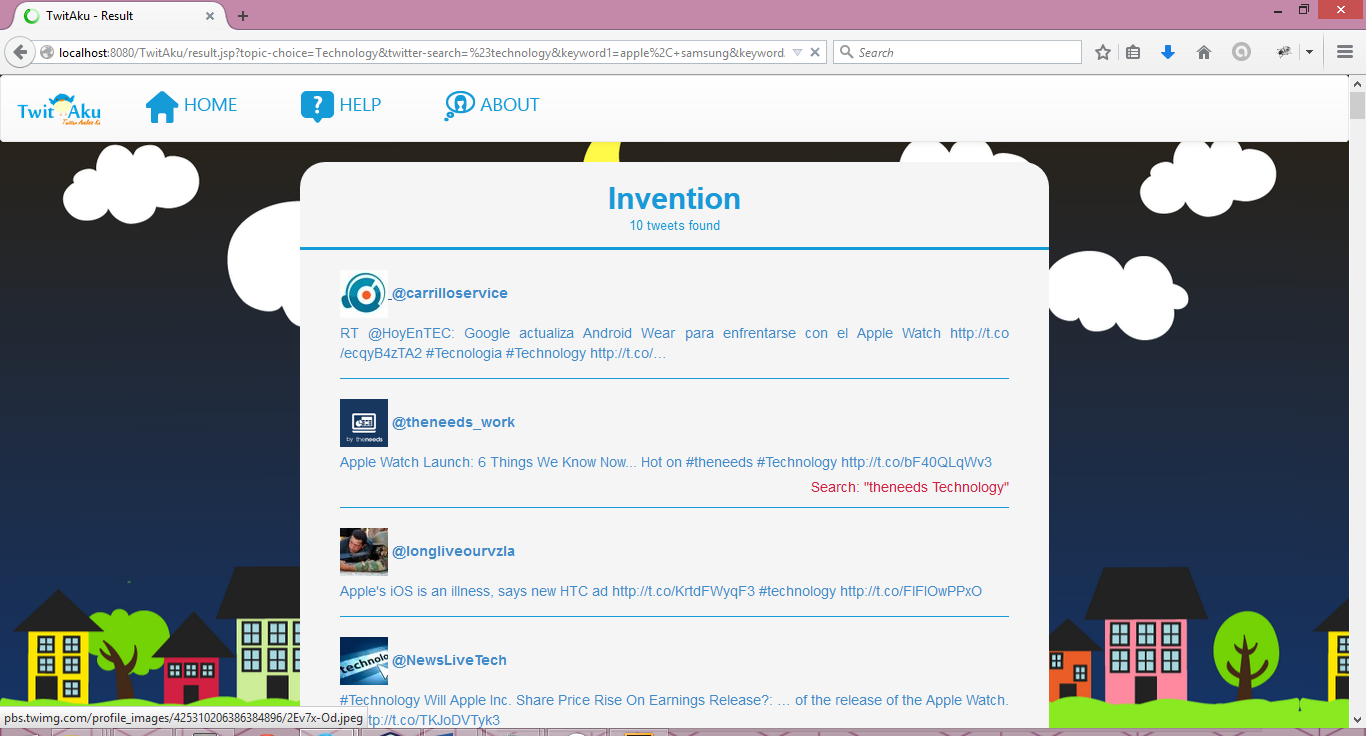 TwitAku - Result
localhost:8080/TwitAku/result.jsp?topic-choice=Technology&twitter-search=%23technology&keyword1=apple%2C+samsung&keyword.
Search
TwitAku
HOME
HELP
ABOUT
Invention
10 tweets found
@carrilloservice
RT @HoyEnTEC: Google actualiza Android Wear para enfrentarse con el Apple Watch http://t.co
/ecqyB4zTA2 #Tecnologia #Technology http://t.co/…
by theneeds
@theneeds_work
Apple Watch Launch: 6 Things We Know Now... Hot on #theneeds #Technology http://t.co/bF40QLqWv3
Search: "theneeds Technology"
@longliveourvzla
Apple's iOS is an illness, says new HTC ad http://t.co/KrtdFWyqF3 #technology http://t.co/FlFlOwPPxO
technolo
@NewsLiveTech
#Technology Will Apple Inc. Share Price Rise On Earnings Release?: … of the release of the Apple Watch.
tp://t.co/TKJoDVTyk3
pbs.twimg.com/profile_images/425310206386384896/2Ev7x-Od.jpeg